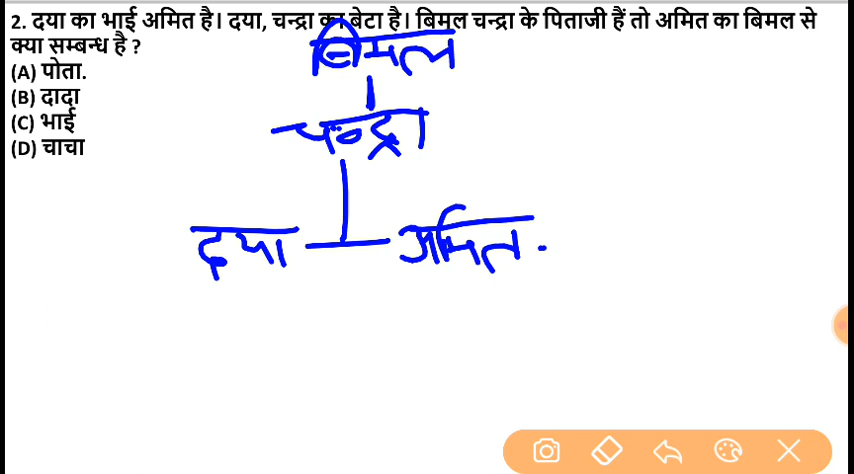 2. दया का भाई अमित है। दया, चन्द्रा का बेटा है। बिमल चन्द्रा के पिताजी हैं तो अमित का बिमल से
क्या सम्बन्ध है ?
(A) पोता.
(B) दादा
(C) भाई
(D) चाचा
बिमल
चन्द्रा
दया अमित.